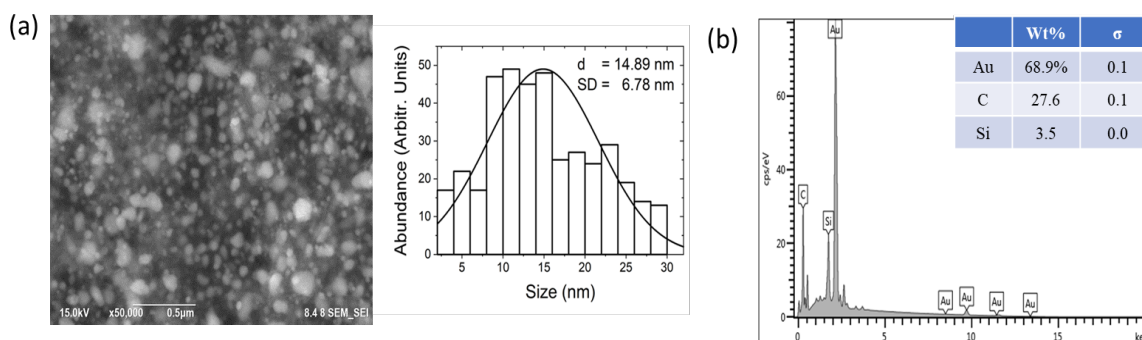 (a)
15.0kV x50,000 0.5µm 8.4 8 SEM_SEI
Abundance (Arbitr. Units)
50
40
30
20
10
0
d = 14.89 nm
SD = 6.78 nm
5 10 15 20 25 30
Size (nm)
(b)
cps/eV
60
40
20
0
C
Si
Au
Au
Au
Au
Au
0 5 10 15
ke
Wt% σ
Au 68.9% 0.1
C 27.6 0.1
Si 3.5 0.0